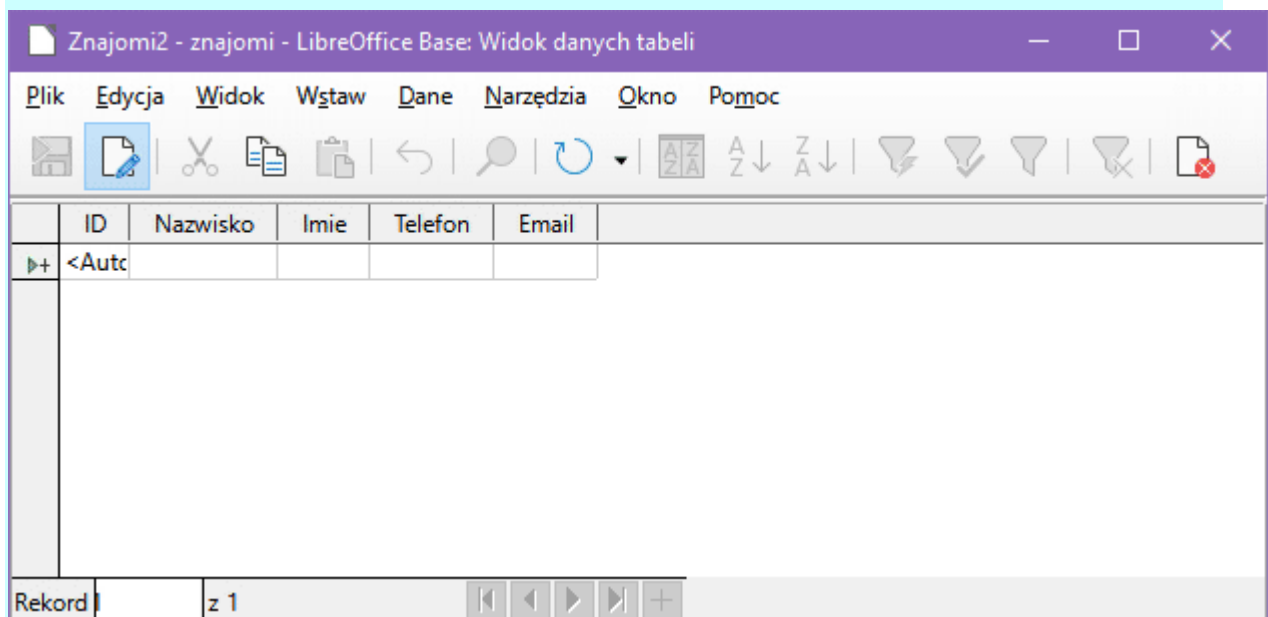 Znajomi2 - znajomi - LibreOffice Base: Widok danych tabeli
Plik Edycja Widok Wstaw Dane Narzędzia Okno Pomoc
ID Nazwisko Imie Telefon Email
<Autc
Rekord z 1